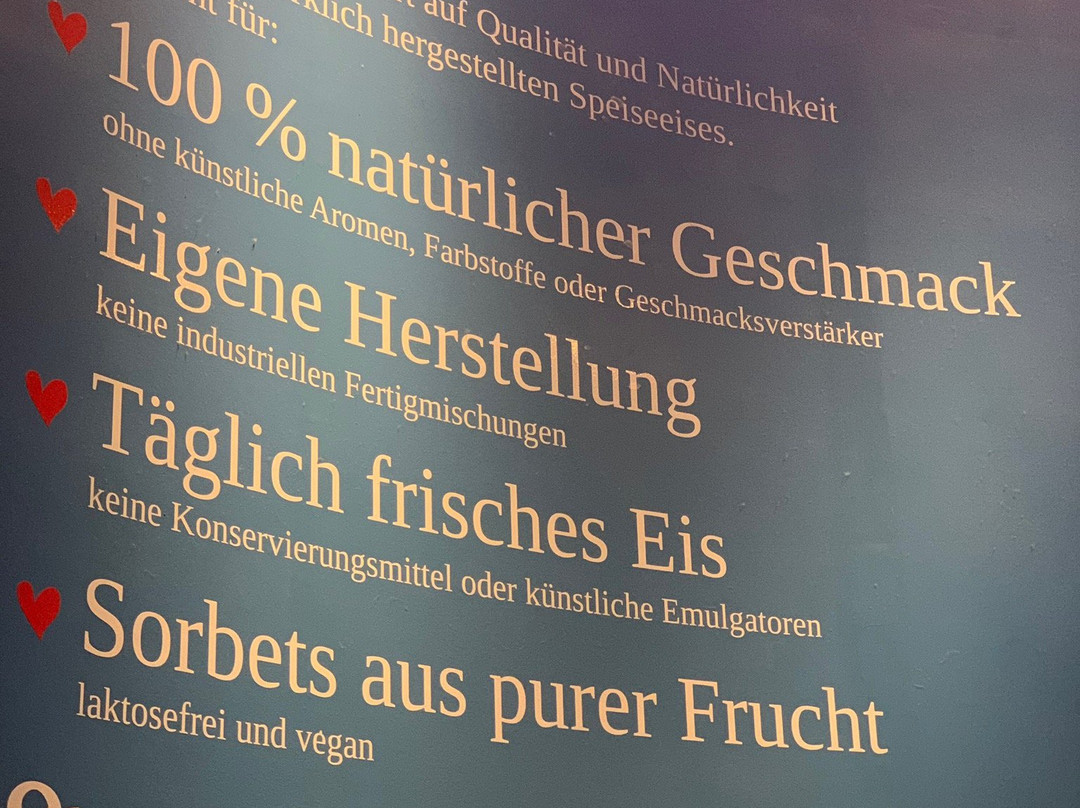 auf Qualität und Natürlichkeit
hergestellten Speiseeises.
für:
100 % natürlicher Geschmack
ohne künstliche Aromen, Farbstoffe oder Geschmacksverstärker
Eigene Herstellung
keine industriellen Fertigmischungen
Täglich frisches Eis
keine Konservierungsmittel oder künstliche Emulgatoren
Sorbets aus purer Frucht
laktosefrei und vegan